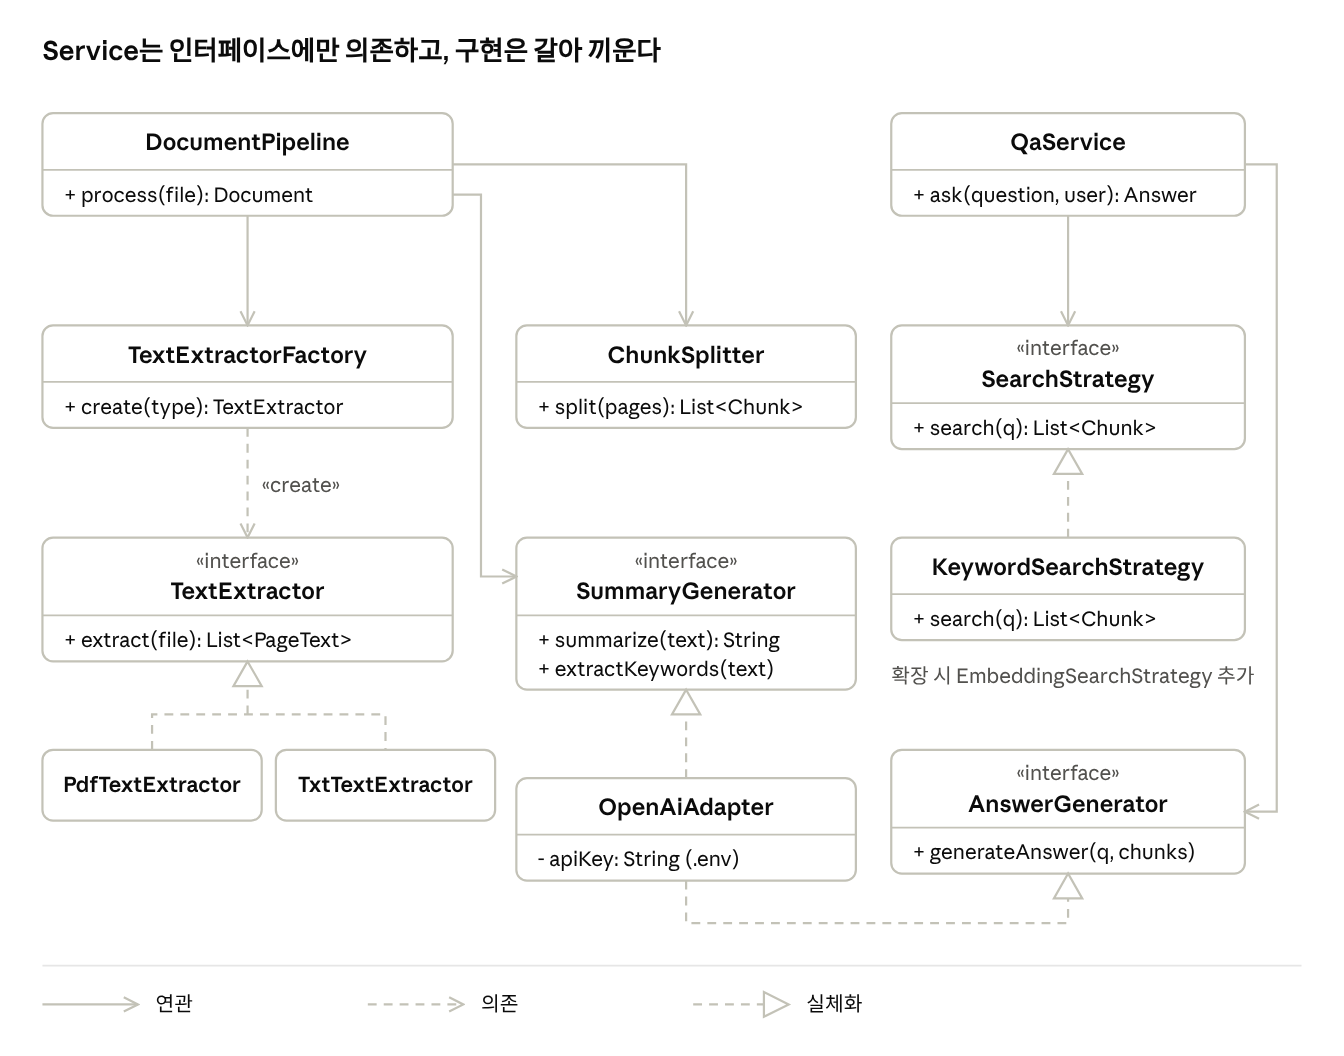 Service는 인터페이스에만 의존하고, 구현은 갈아 끼운다
DocumentPipeline
+ process(file): Document
QaService
+ ask(question, user): Answer
TextExtractorFactory
+ create(type): TextExtractor
ChunkSplitter
+ split(pages): List<Chunk>
«interface»
SearchStrategy
+ search(q): List<Chunk>
«create»
«interface»
TextExtractor
+ extract(file): List<PageText>
«interface»
SummaryGenerator
+ summarize(text): String
+ extractKeywords(text)
KeywordSearchStrategy
+ search(q): List<Chunk>
확장 시 EmbeddingSearchStrategy 추가
PdfTextExtractor
TxtTextExtractor
OpenAiAdapter
- apiKey: String (.env)
«interface»
AnswerGenerator
+ generateAnswer(q, chunks)
연관
의존
실체화